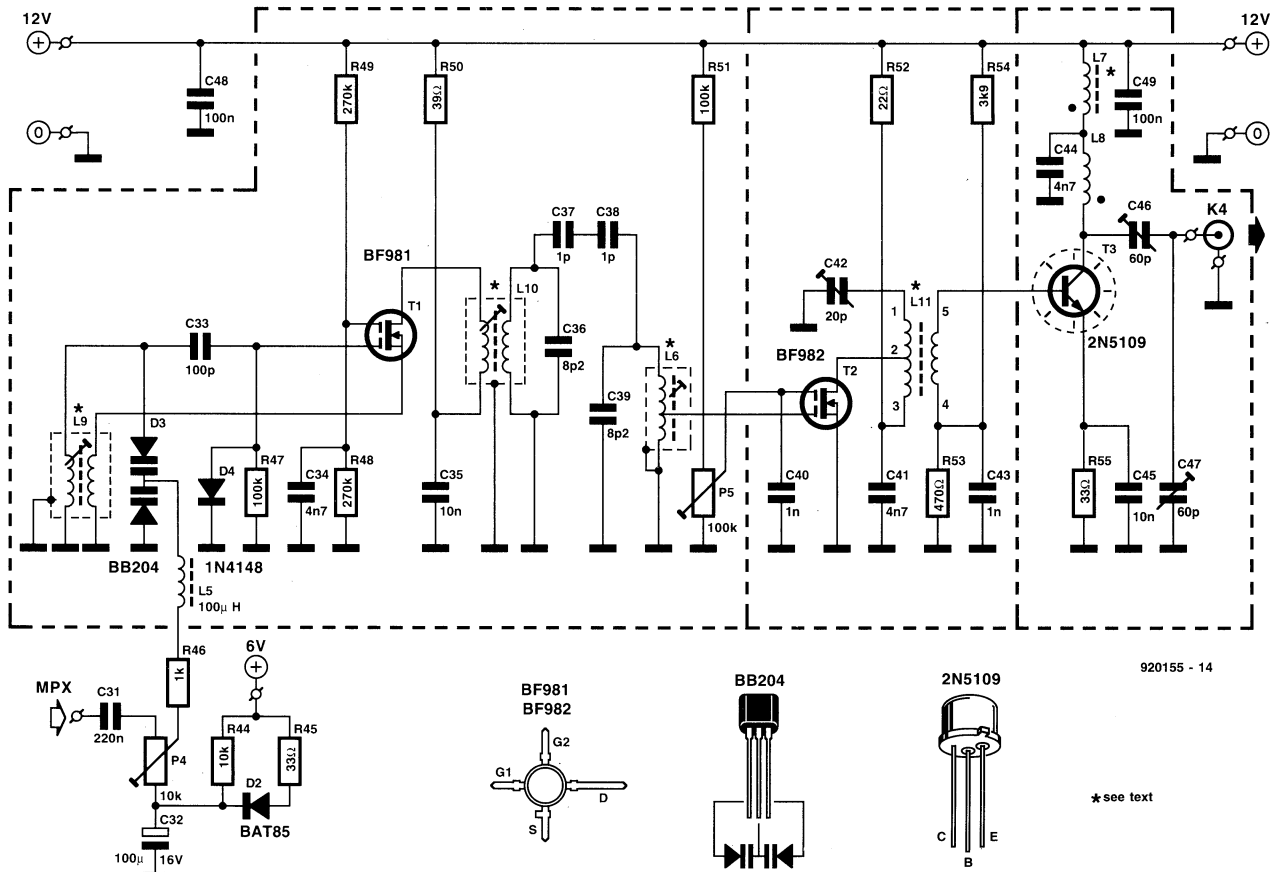 12V
12V
+
+
R49
R50
R51
R52
R54
L7
*
C48
100n
270k
39Ω
100k
22Ω
3k9
C49
100n
0
0
L8
C44
4n7
C37
C38
1p
1p
C46
60p
K4
BF981
T1
T3
C42
20p
*
L10
*
L11
1
5
2
3
4
2N5109
C33
100p
C36
8p2
BF982
T2
*
L6
C39
8p2
*
L9
D3
D4
R47
100k
C34
4n7
R48
270k
C35
10n
P5
100k
C40
1n
C41
4n7
R53
470Ω
C43
1n
R55
33Ω
C45
10n
C47
60p
BB204
1N4148
L5
100µ H
R46
1k
6V
+
MPX
C31
220n
P4
10k
R44
10k
R45
33Ω
D2
BAT85
C32
100µ
16V
BF981
BF982
G2
G1
D
S
BB204
2N5109
C
B
E
920155 - 14
* see text